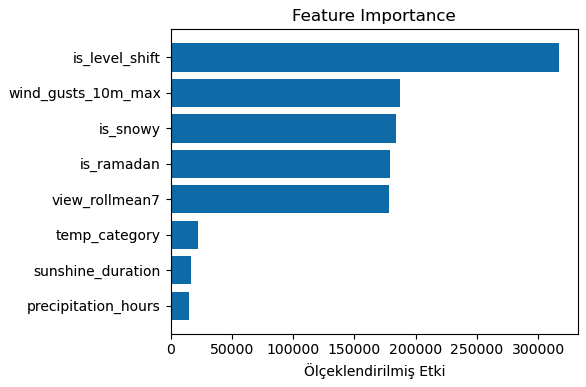 Feature Importance
is_level_shift
wind_gusts_10m_max
is_snowy
is_ramadan
view_rollmean7
temp_category
sunshine_duration
precipitation_hours
0 50000 100000 150000 200000 250000 300000
Ölçeklendirilmiş Etki